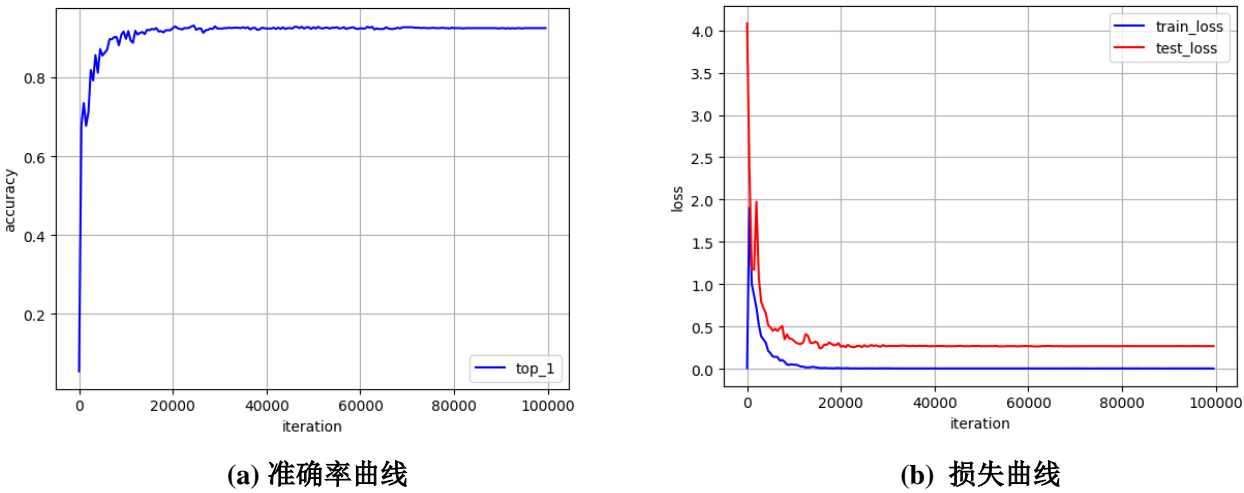 0.8
0.6
0.4
0.2
accuracy
top_1
0 20000 40000 60000 80000 100000
iteration
(a) 准确率曲线
4.0
3.5
3.0
2.5
2.0
1.5
1.0
0.5
0.0
loss
train_loss
test_loss
0 20000 40000 60000 80000 100000
iteration
(b) 损失曲线